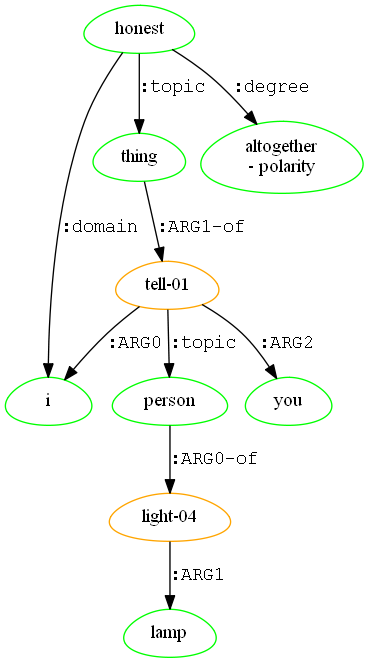 honest
:topic
:degree
thing
altogether
- polarity
:domain
:ARG1-of
tell-01
:ARG0
:topic
:ARG2
i
person
you
:ARG0-of
light-04
:ARG1
lamp